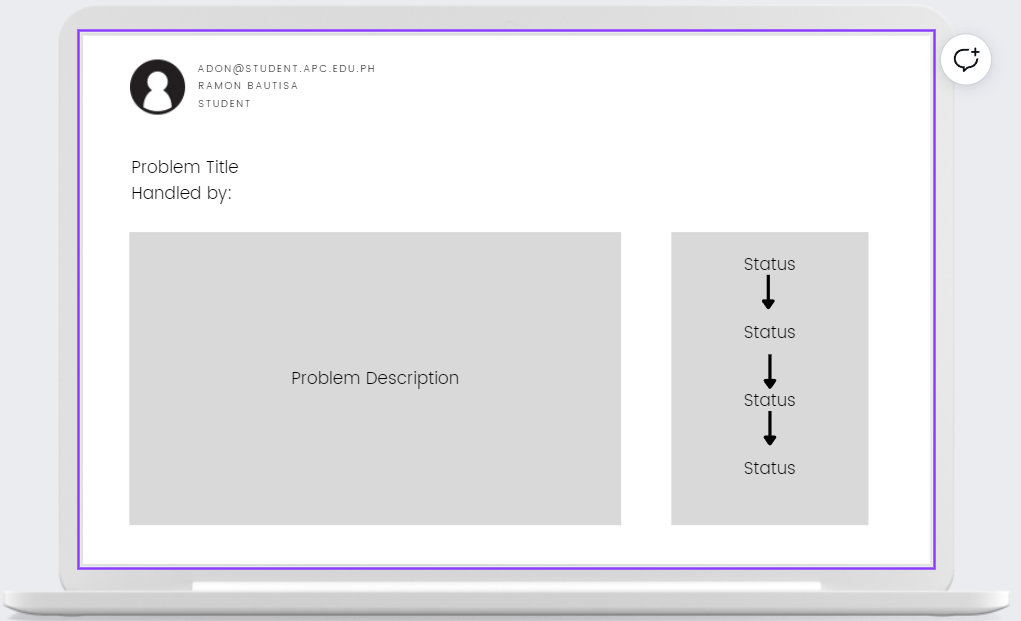 ADON@STUDENT.APC.EDU.PH
RAMON BAUTISA
STUDENT
Problem Title
Handled by:
Problem Description
Status
Status
Status
Status